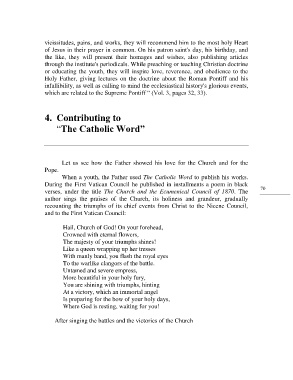 vicissitudes, pains, and works, they will recommend him to the most holy Heart
of Jesus in their prayer in common. On his patron saint's day, his birthday, and
the like, they will present their homages and wishes, also publishing articles
through the institute's periodicals. While preaching or teaching Christian doctrine
or educating the youth, they will inspire love, reverence, and obedience to the
Holy Father, giving lectures on the doctrine about the Roman Pontiff and his
infallibility, as well as calling to mind the ecclesiastical history's glorious events,
which are related to the Supreme Pontiff" (Vol. 3, pages 32, 33).
4. Contributing to
"The Catholic Word"
Let us see how the Father showed his love for the Church and for the
Pope.
When a youth, the Father used The Catholic Word to publish his works.
During the First Vatican Council he published in installments a poem in black
verses, under the title The Church and the Ecumenical Council of 1870. The
author sings the praises of the Church, its holiness and grandeur, gradually
recounting the triumphs of its chief events from Christ to the Nicene Council,
and to the First Vatican Council:
76
Hail, Church of God! On your forehead,
Crowned with eternal flowers,
The majesty of your triumphs shines!
Like a queen wrapping up her tresses
With manly band, you flash the royal eyes
To the warlike clangors of the battle.
Untamed and severe empress,
More beautiful in your holy fury,
You are shining with triumphs, hinting
At a victory, which an immortal angel
Is preparing for the bow of your holy days,
Where God is resting, waiting for you!
After singing the battles and the victories of the Church